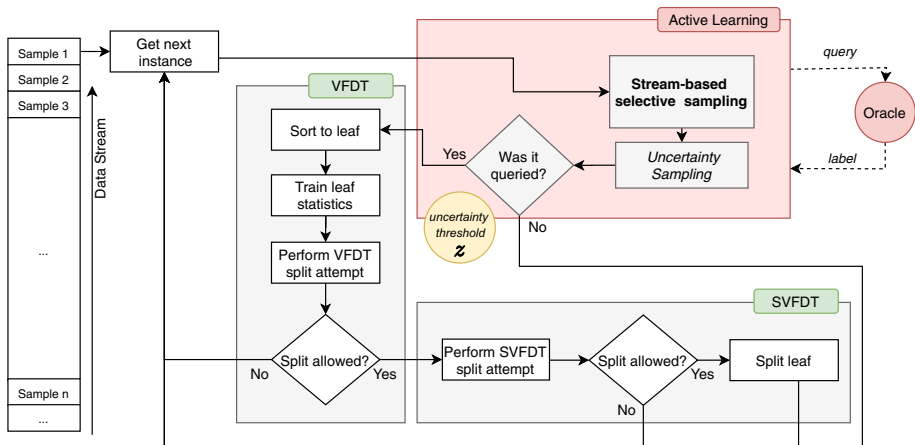 Sample 1
Sample 2
Sample 3
...
Sample n
...
Data Stream
Get next
instance
Active Learning
Stream-based
selective sampling
Uncertainty
Sampling
Was it
queried?
Yes
No
uncertainty
threshold
z
query
Oracle
label
VFDT
Sort to leaf
Train leaf
statistics
Perform VFDT
split attempt
Split allowed?
No
Yes
SVFDT
Perform SVFDT
split attempt
Split allowed?
Yes
No
Split leaf